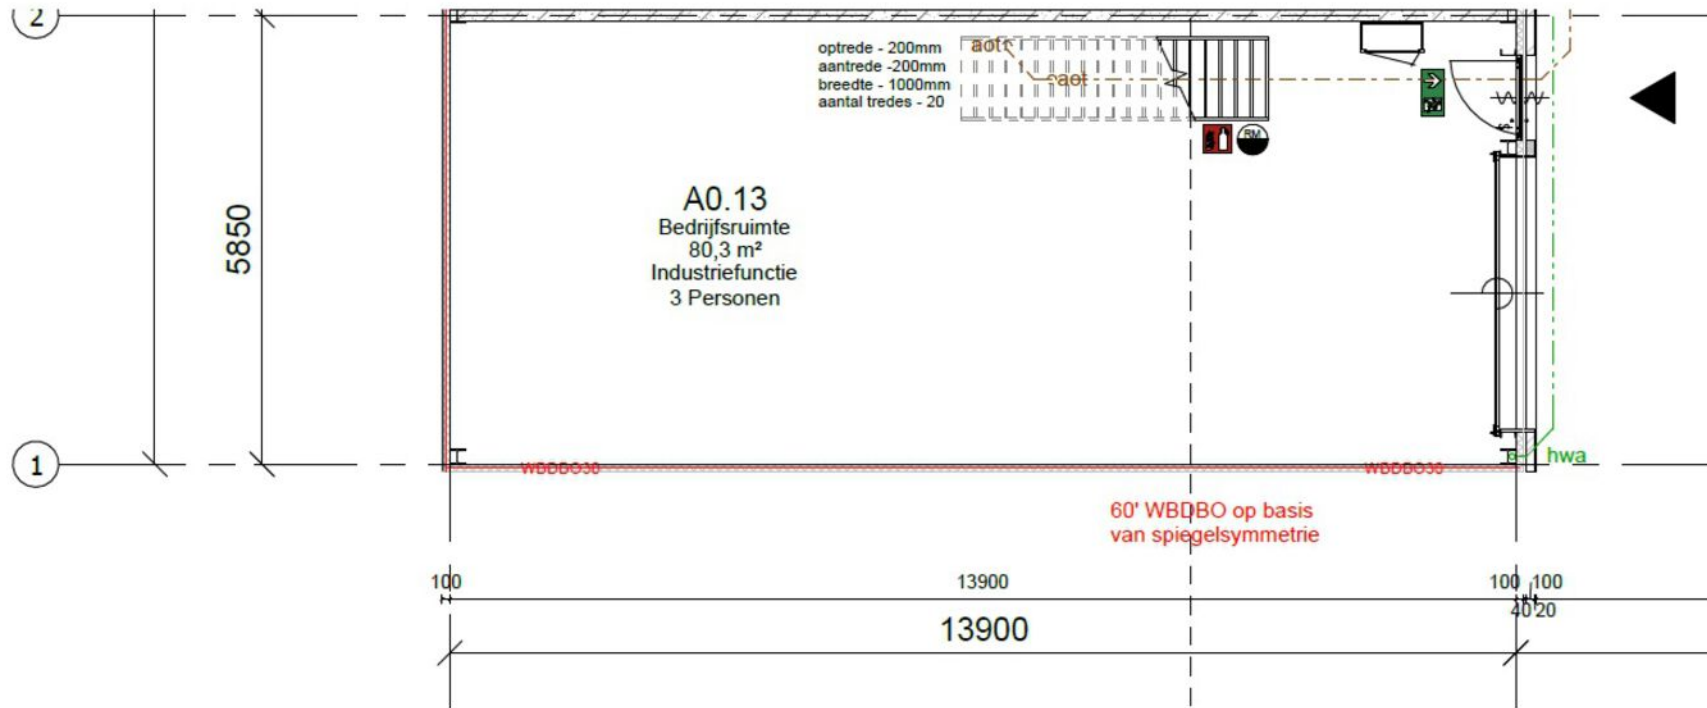 2
optrede - 200mm
aantrede -200mm
breedte - 1000mm
aantal tredes - 20
aot
aot
RM
A0.13
Bedrijfsruimte
80,3 m²
Industriefunctie
3 Personen
5850
1
WBDBO30
WBDBO30
hwa
60' WBDBO op basis
van spiegelsymmetrie
100
13900
100
100
40
20
13900